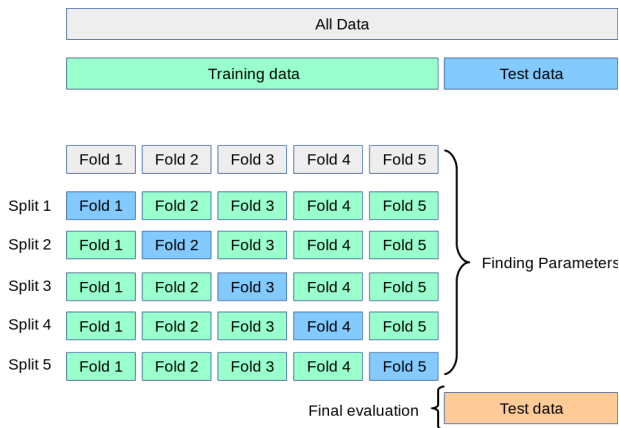 All Data
Training data Test data
Fold 1 Fold 2 Fold 3 Fold 4 Fold 5
Split 1 Fold 1 Fold 2 Fold 3 Fold 4 Fold 5
Split 2 Fold 1 Fold 2 Fold 3 Fold 4 Fold 5
Finding Parameters
Split 3 Fold 1 Fold 2 Fold 3 Fold 4 Fold 5
Split 4 Fold 1 Fold 2 Fold 3 Fold 4 Fold 5
Split 5 Fold 1 Fold 2 Fold 3 Fold 4 Fold 5
Final evaluation Test data